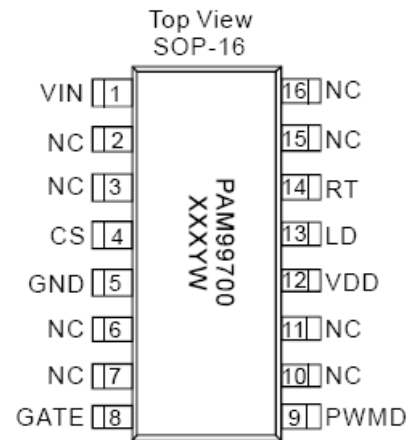 Top View
SOP-16
VIN 1 16 NC
NC 2 15 NC
NC 3 14 RT
CS 4 13 LD
GND 5 12 VDD
NC 6 11 NC
NC 7 10 NC
GATE 8 9 PWMD
PAM99700
XXXYW